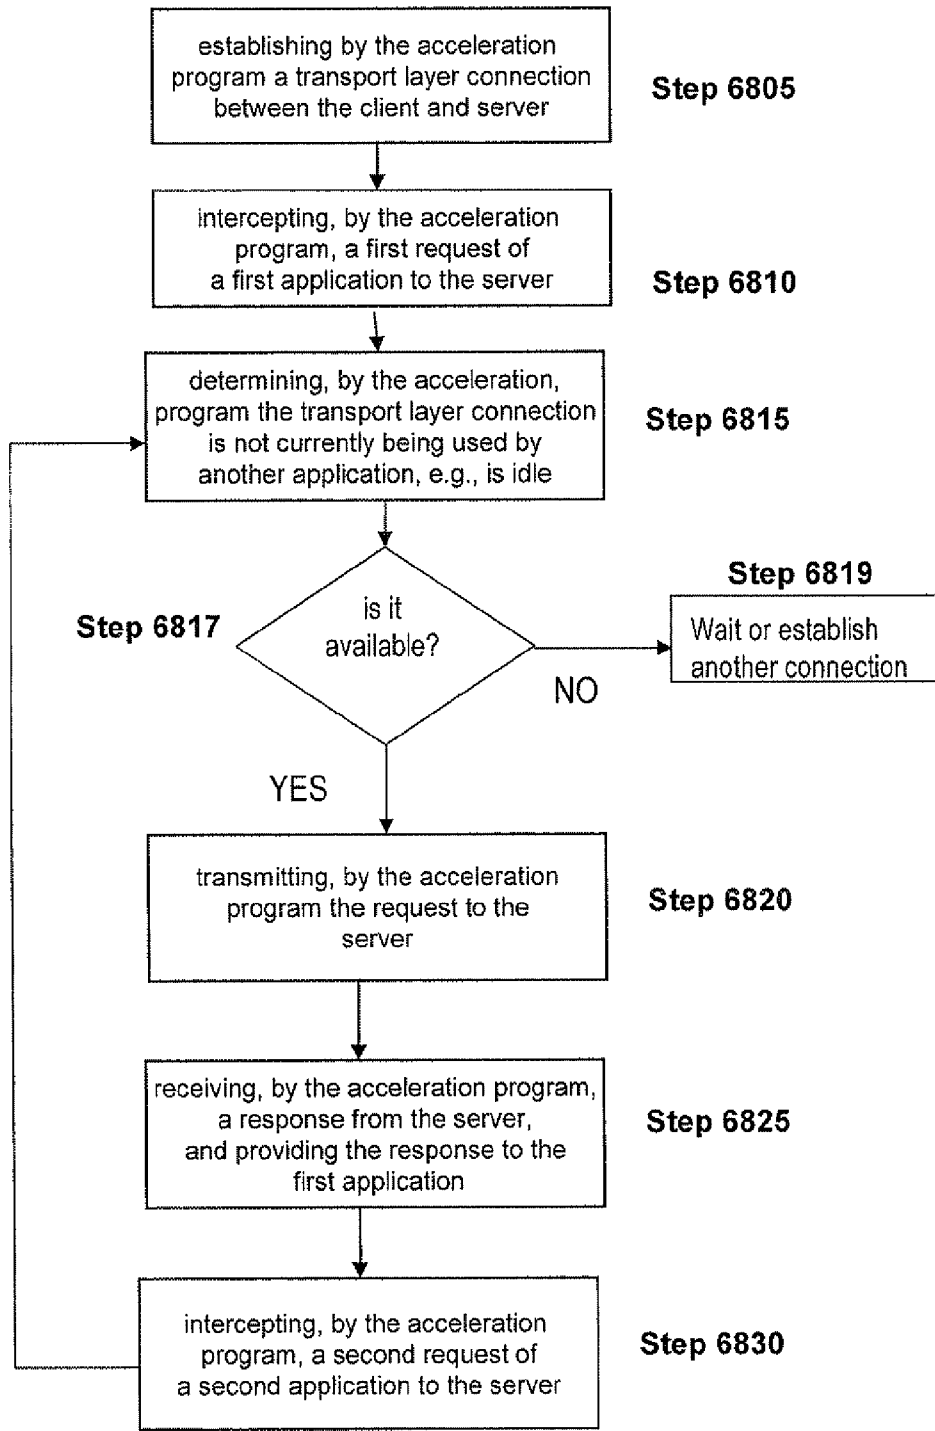 establishing by the acceleration
program a transport layer connection
between the client and server
Step 6805
intercepting, by the acceleration
program, a first request of
a first application to the server
Step 6810
determining, by the acceleration,
program the transport layer connection
is not currently being used by
another application, e.g., is idle
Step 6815
Step 6817
is it
available?
NO
Step 6819
Wait or establish
another connection
YES
transmitting, by the acceleration
program the request to the
server
Step 6820
receiving, by the acceleration program,
a response from the server,
and providing the response to the
first application
Step 6825
intercepting, by the acceleration
program, a second request of
a second application to the server
Step 6830